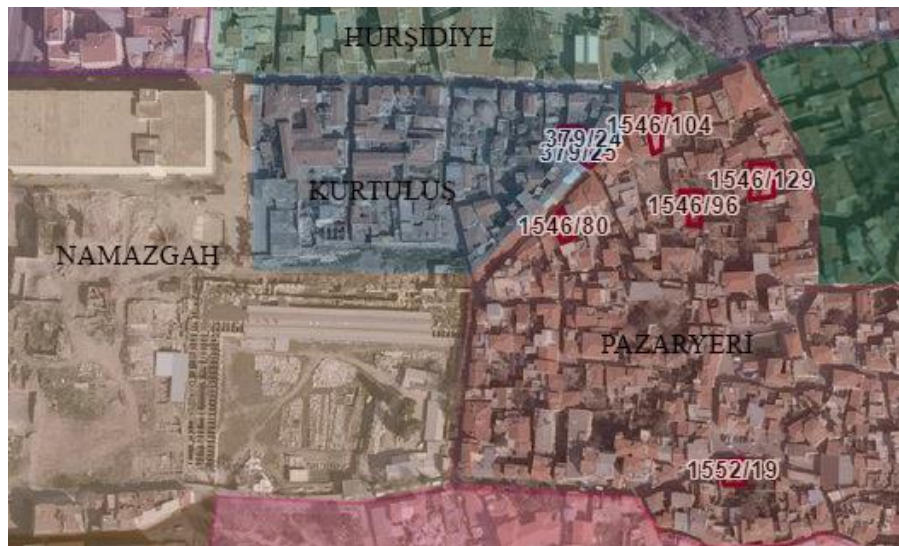 HURŞİDİYE
1546/104
379/24
379/25
KURTULUŞ
1546/129
1546/96
1546/80
NAMAZGAH
PAZARYERİ
1552/19